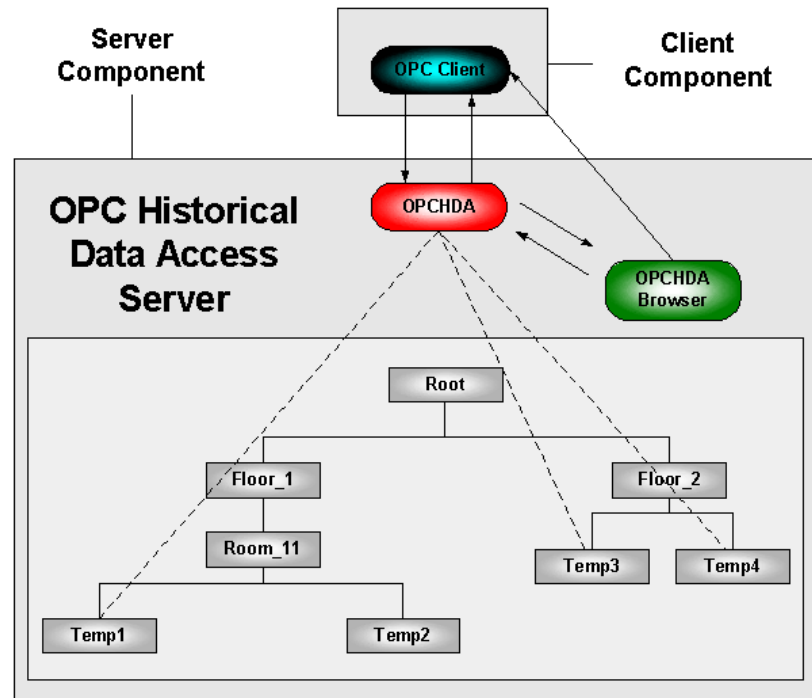 Server
Component
OPC Client
Client
Component
OPC Historical
Data Access
Server
OPCHDA
OPCHDA
Browser
Root
Floor_1
Floor_2
Room_11
Temp3
Temp4
Temp1
Temp2